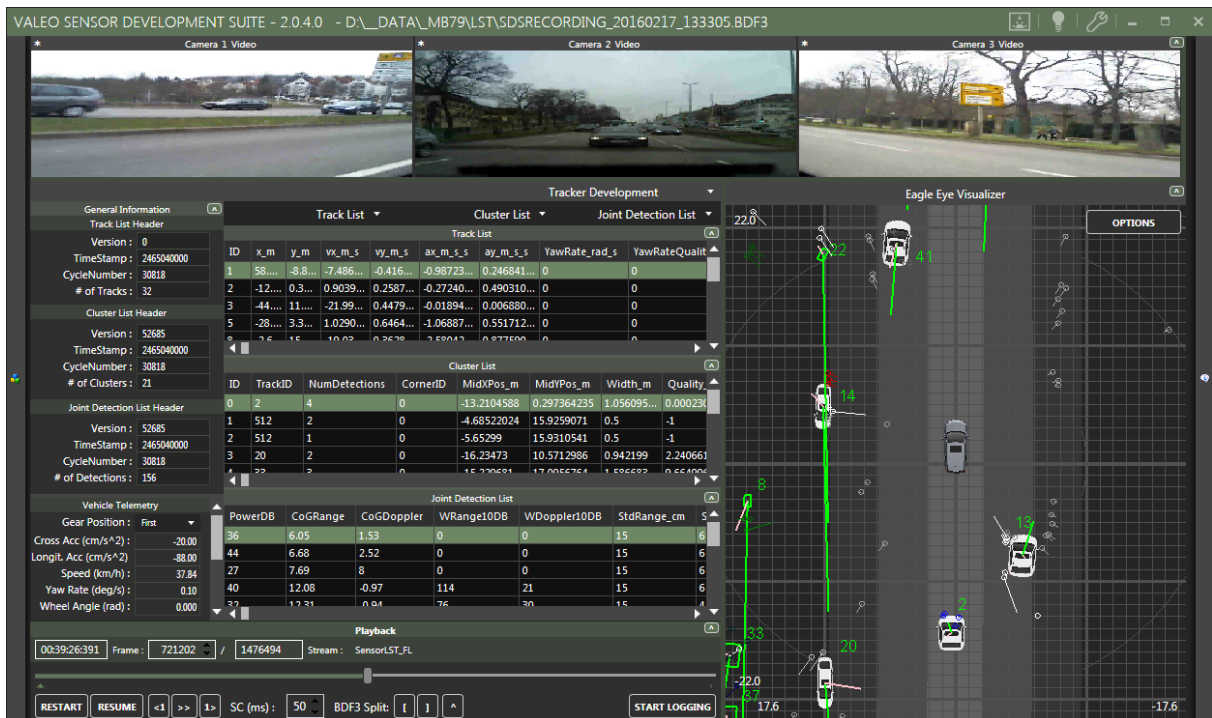 VALEO SENSOR DEVELOPMENT SUITE - 2.0.4.0 - D:\__DATA\_MB79\LST\SDSRECORDING_20160217_133305.BDF3
* Camera 1 Video * Camera 2 Video * Camera 3 Video
Tracker Development
Track List Cluster List Joint Detection List
General Information
Track List Header
Version : 0
TimeStamp : 2465040000
CycleNumber : 30818
# of Tracks : 32
Cluster List Header
Version : 52685
TimeStamp : 2465040000
CycleNumber : 30818
# of Clusters : 21
Joint Detection List Header
Version : 52685
TimeStamp : 2465040000
CycleNumber : 30818
# of Detections : 156
Vehicle Telemetry
Gear Position : First
Cross Acc (cm/s^2) : -20.00
Longit. Acc (cm/s^2) -88.00
Speed (km/h) : 37.84
Yaw Rate (deg/s) : 0.10
Wheel Angle (rad) : 0.000
Track List
ID x_m y_m vx_m_s vy_m_s ax_m_s_s ay_m_s_s YawRate_rad_s YawRateQualit
1 58.... -8.8... -7.486... -0.416... -0.98723... 0.246841... 0 0
2 -12.... 0.3... 0.9039... 0.2587... -0.27240... 0.490310... 0 0
3 -44.... 11.... -21.99... 0.4479... -0.01894... 0.006880... 0 0
5 -28.... 3.3... 1.0290... 0.6464... -1.06887... 0.551712... 0 0
Cluster List
ID TrackID NumDetections CornerID MidXPos_m MidYPos_m Width_m Quality_
0 2 4 0 -13.2104588 0.297364235 1.056095... 0.000230
1 512 2 0 -4.68522024 15.9259071 0.5 -1
2 512 1 0 -5.65299 15.9310541 0.5 -1
3 20 2 0 -16.23473 10.5712986 0.942199 2.240661
Joint Detection List
PowerDB CoGRange CoGDoppler WRange10DB WDoppler10DB StdRange_cm S
36 6.05 1.53 0 0 15 6
44 6.68 2.52 0 0 15 6
27 7.69 8 0 0 15 6
40 12.08 -0.97 114 21 15 6
32 12.31 -0.94 76 30 15
Eagle Eye Visualizer
OPTIONS
22.0
22
41
14
8
13
2
33
20
-22.0
37
17.6 -17.6
Playback
00:39:26:391 Frame : 721202 / 1476494 Stream : SensorLST_FL
RESTART RESUME <1 >> 1> SC (ms) : 50 BDF3 Split: [ ] ^ START LOGGING